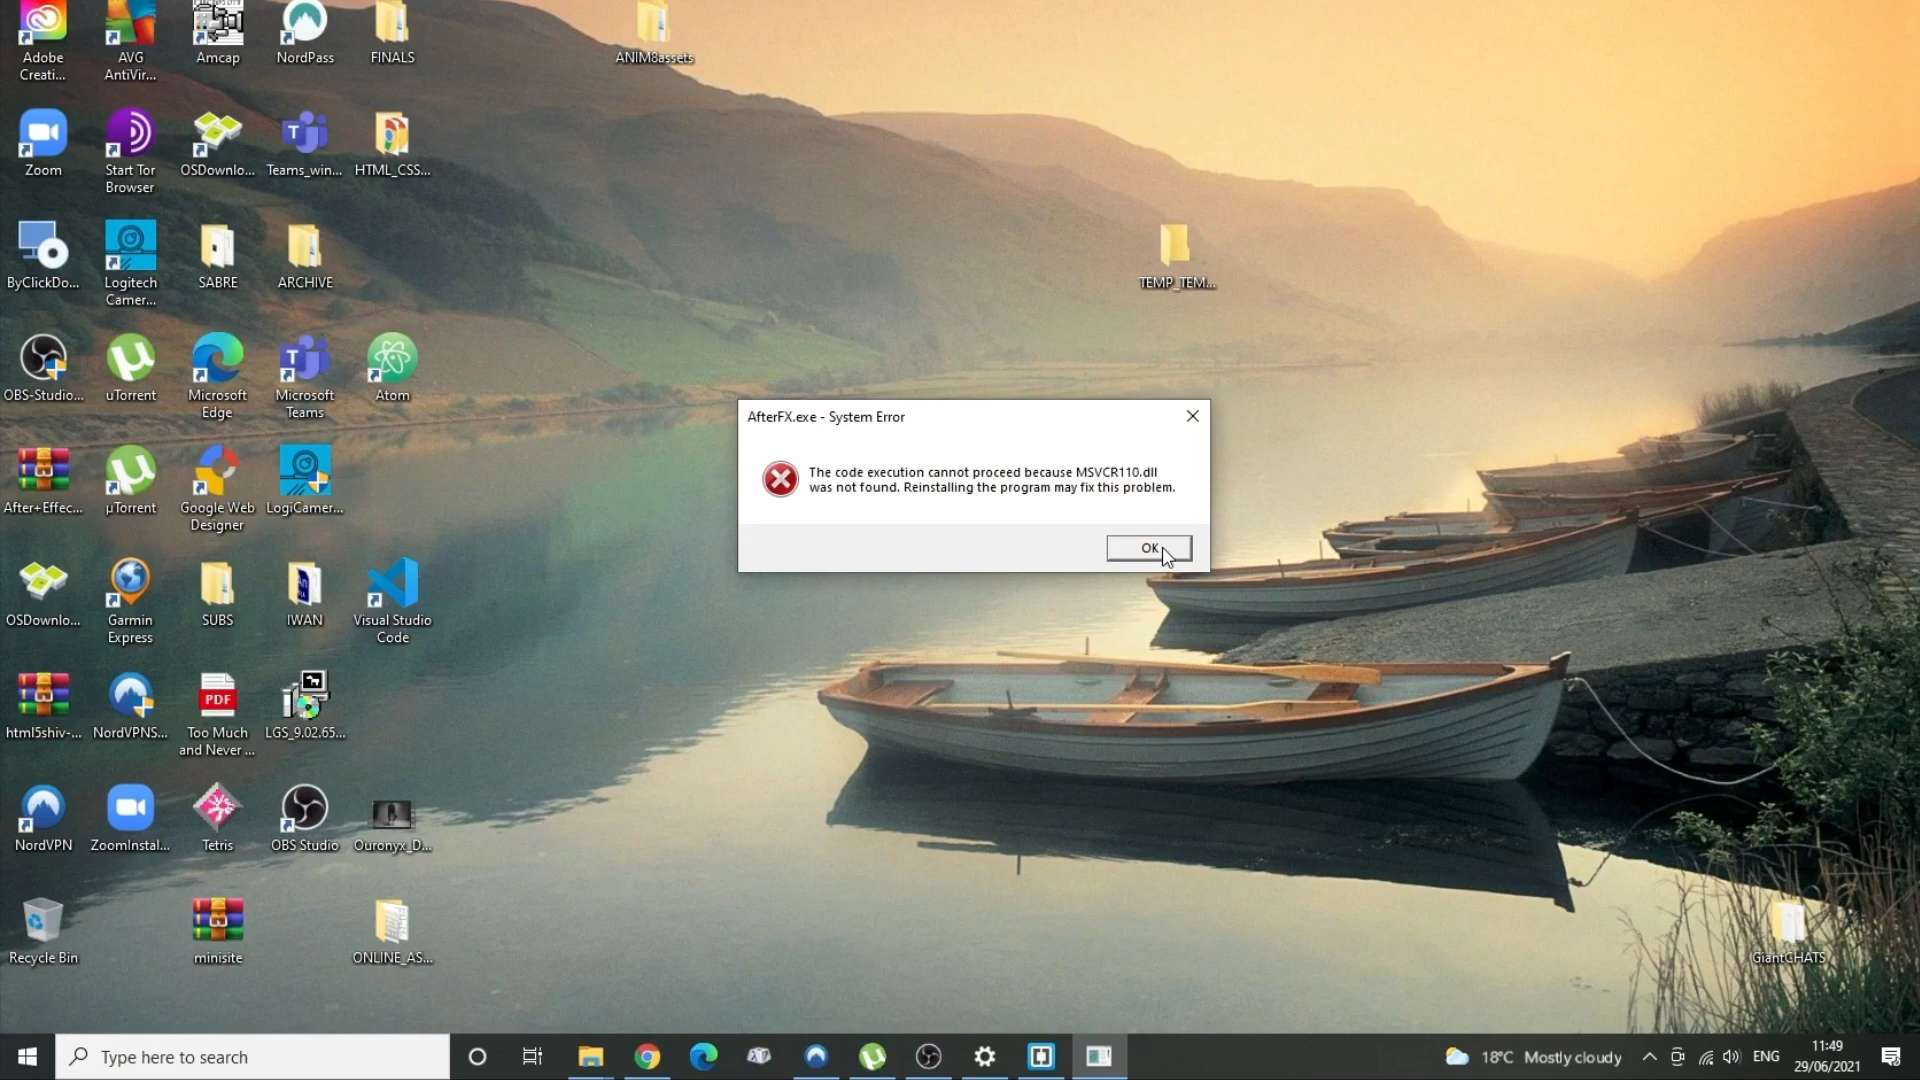 Adobe
Creati...
AVG
AntiVir...
Amcap
NordPass
FINALS
ANIM8assets
Zoom
Start Tor
Browser
OSDownlo...
Teams_win...
HTML_CSS...
ByClickDo...
Logitech
Camer...
SABRE
ARCHIVE
TEMP_TEM...
OBS-Studio...
uTorrent
Microsoft
Edge
Microsoft
Teams
Atom
AfterFX.exe - System Error
The code execution cannot proceed because MSVCR110.dll
was not found. Reinstalling the program may fix this problem.
OK
After+Effec...
µTorrent
Google Web
Designer
LogiCamer...
OSDownlo...
Garmin
Express
SUBS
IWAN
Visual Studio
Code
html5shiv-...
NordVPNS...
PDF
Too Much
and Never ...
LGS_9.02.65...
NordVPN
ZoomInstal...
Tetris
OBS Studio
Ouronyx_D...
Recycle Bin
minisite
ONLINE_AS...
GiantCHATS
Type here to search
18°C Mostly cloudy
ENG
11:49
29/06/2021